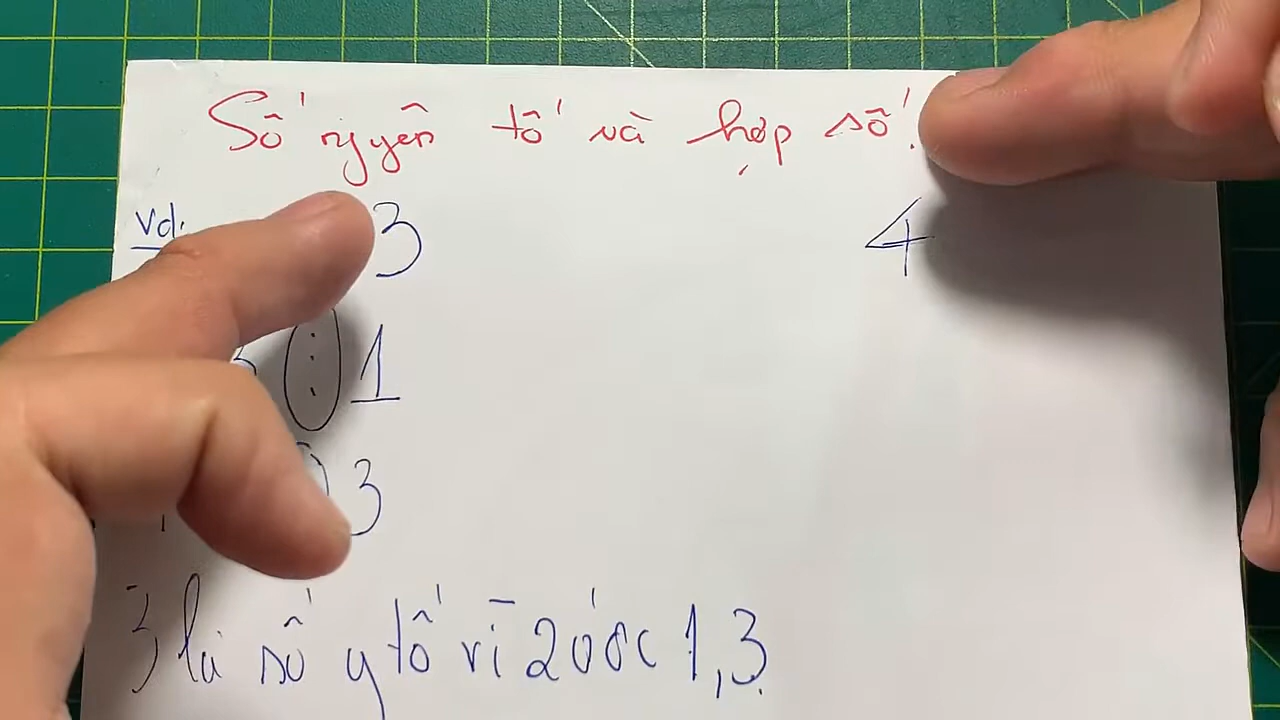 Số nguyên tố và hợp số.
Vd: 3 4
3 ⋮ 1
3
3 là số y tố vì 2 ước 1,3.